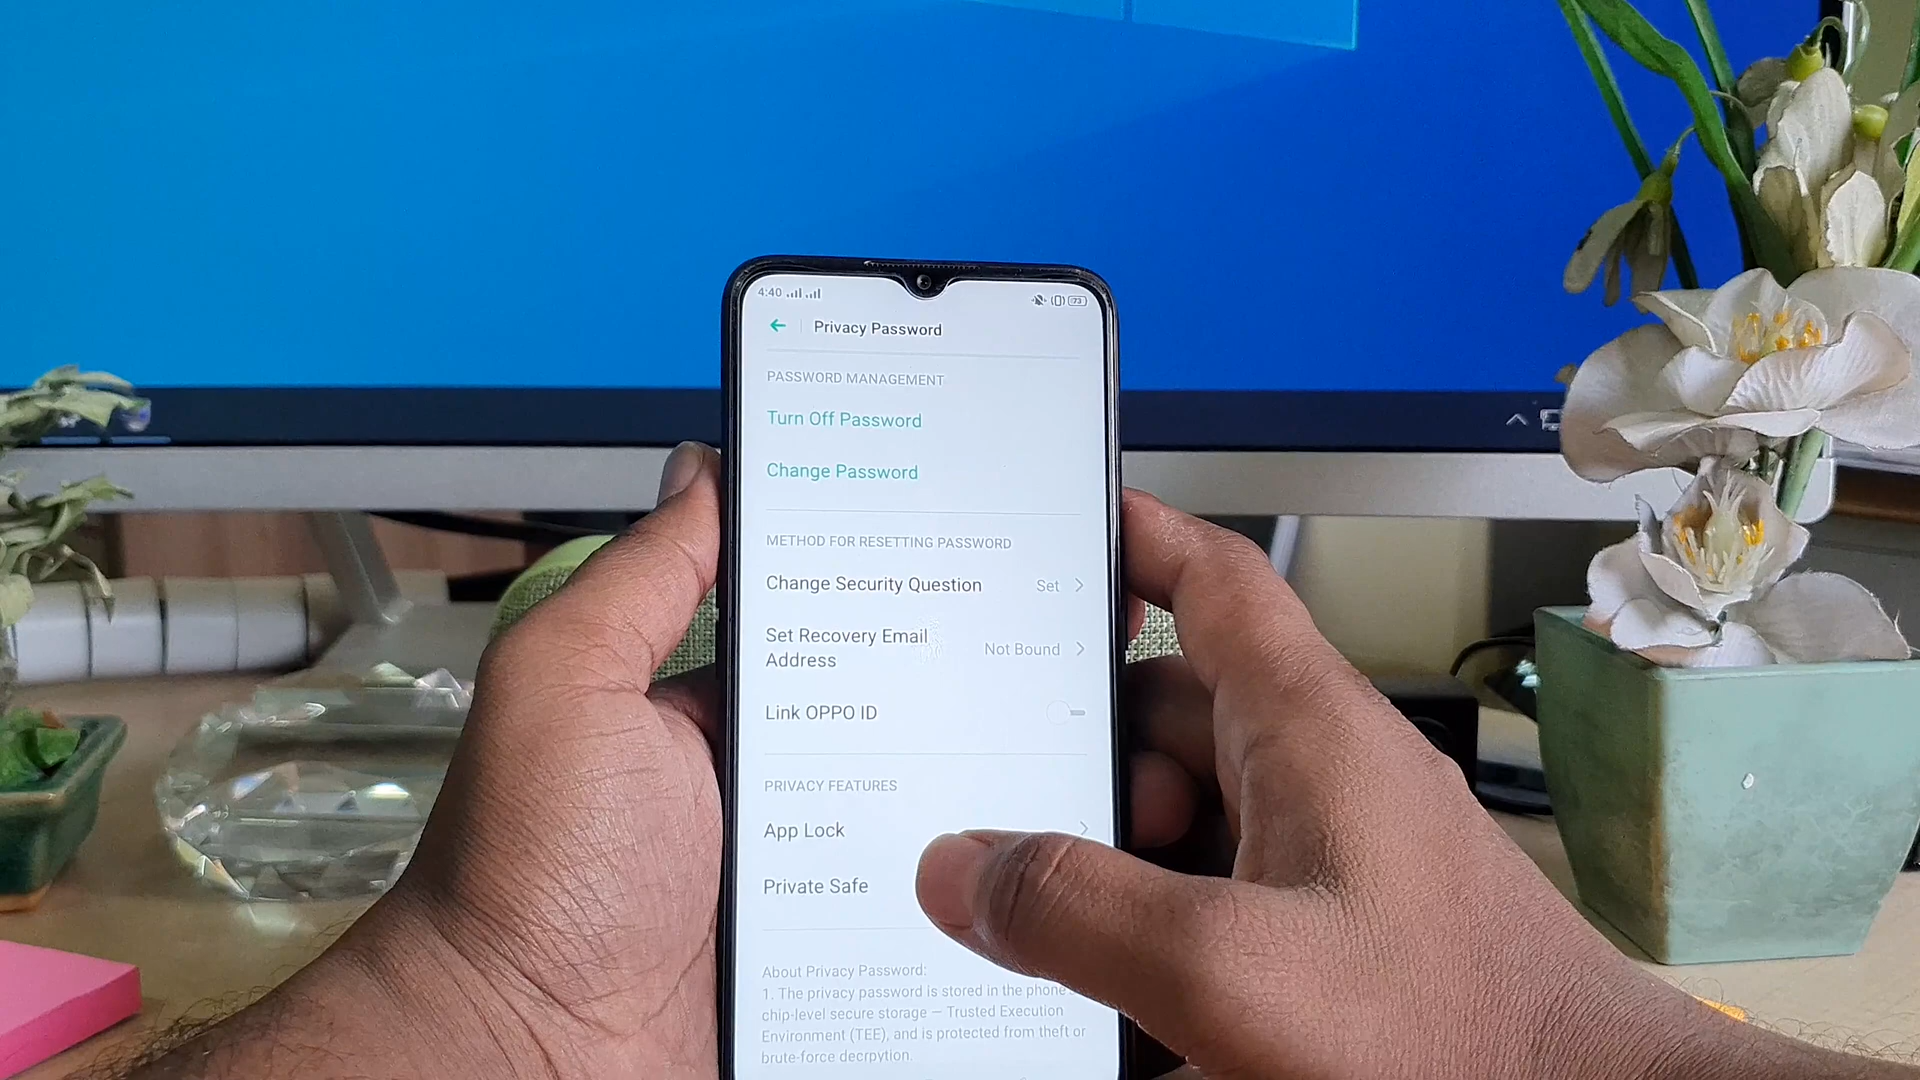 4:40
73
Privacy Password
PASSWORD MANAGEMENT
Turn Off Password
Change Password
METHOD FOR RESETTING PASSWORD
Change Security Question Set
Set Recovery Email
Address
Not Bound
Link OPPO ID
PRIVACY FEATURES
App Lock
Private Safe
About Privacy Password:
1. The privacy password is stored in the phone's
chip-level secure storage — Trusted Execution
Environment (TEE), and is protected from theft or
brute-force decrpytion.